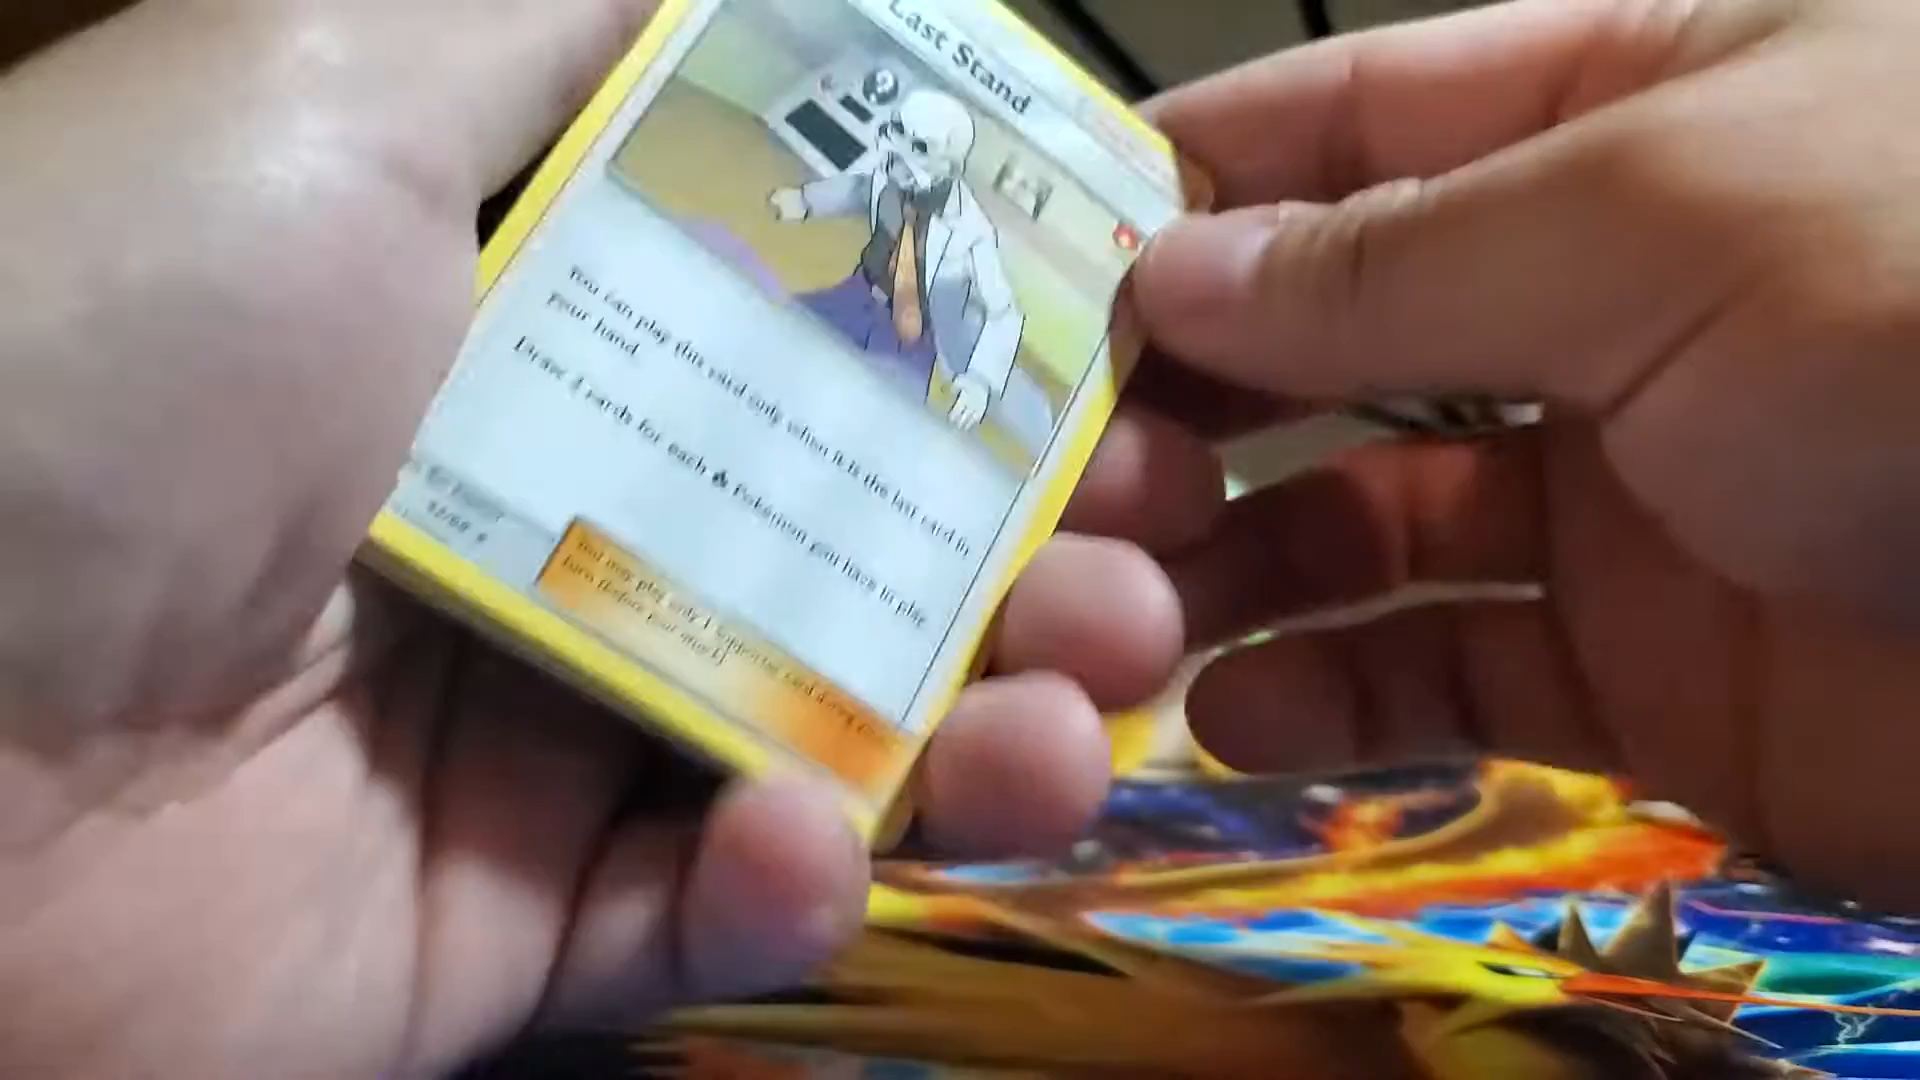 Last Stand
You can play this card only when it is the last card in
your hand.
Draw 4 cards for each Pokémon you have in play.
You may play only 1 Supporter card during your
turn (before your attack).